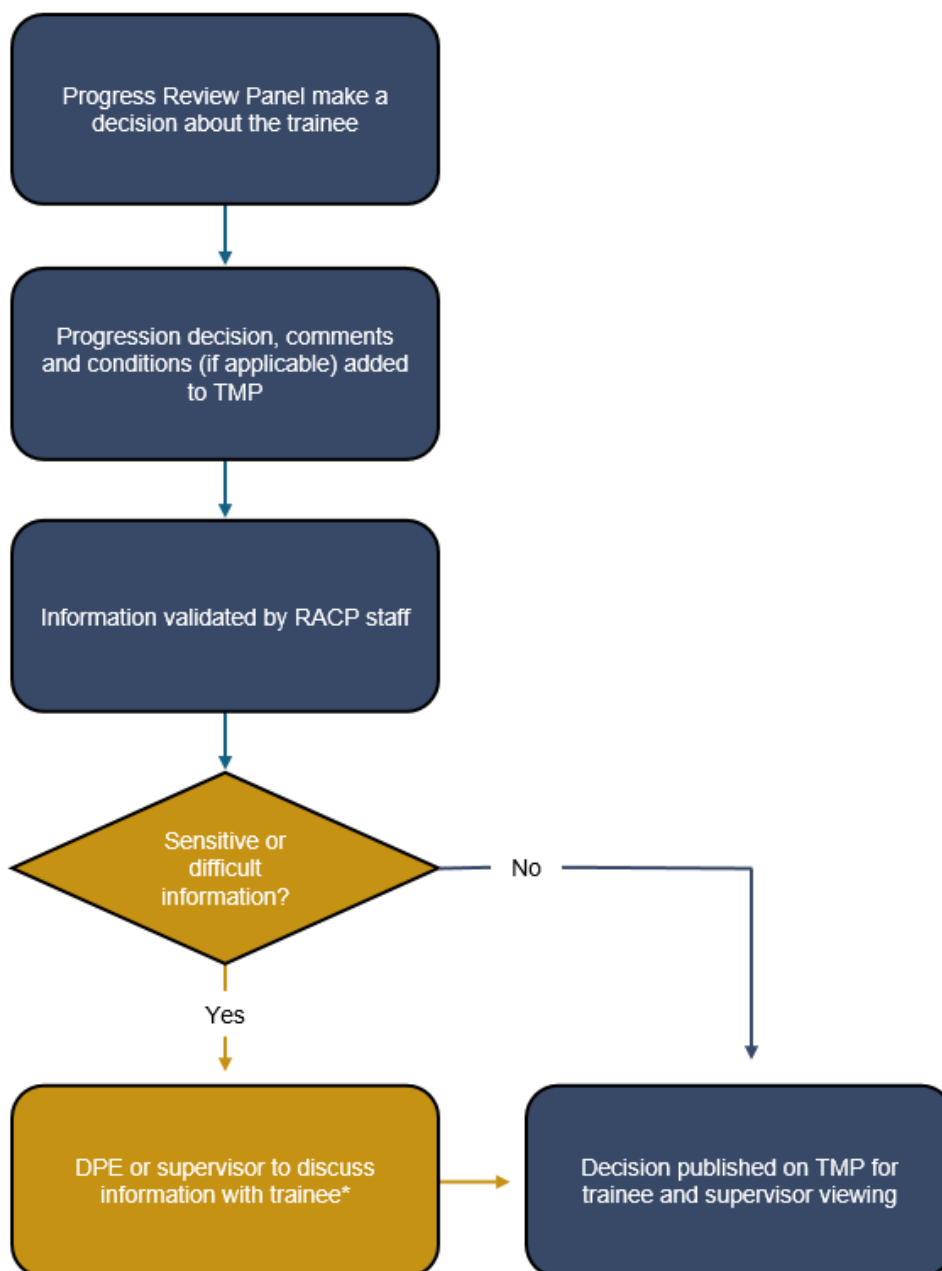 Progress Review Panel make a
decision about the trainee
Progression decision, comments
and conditions (if applicable) added
to TMP
Information validated by RACP staff
Sensitive or
difficult
information?
No
Yes
DPE or supervisor to discuss
information with trainee*
Decision published on TMP for
trainee and supervisor viewing